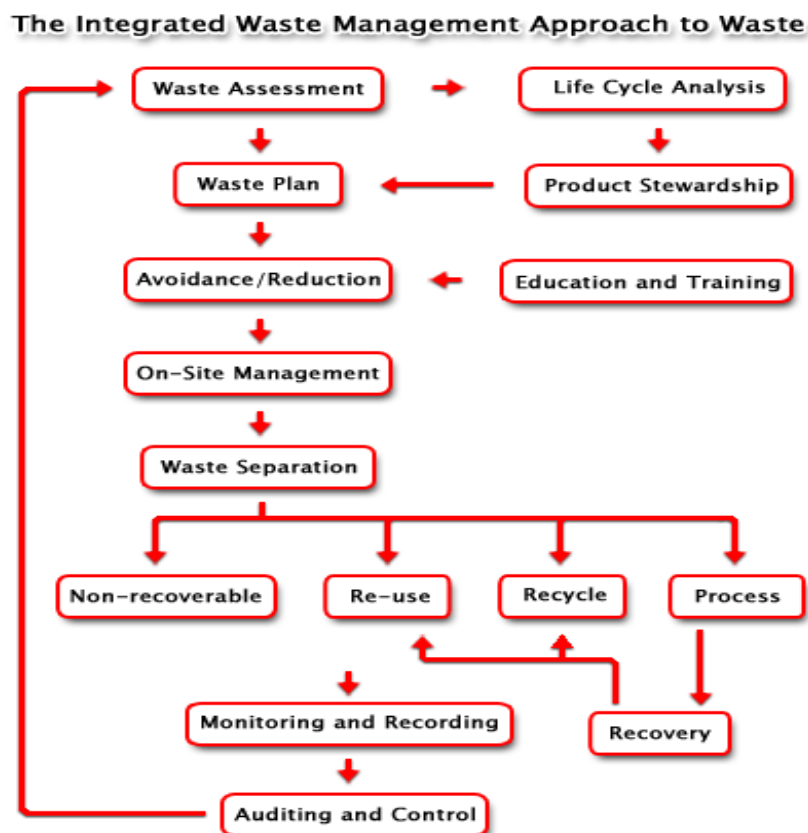 The Integrated Waste Management Approach to Waste
Waste Assessment
Life Cycle Analysis
Waste Plan
Product Stewardship
Avoidance/Reduction
Education and Training
On-Site Management
Waste Separation
Non-recoverable
Re-use
Recycle
Process
Monitoring and Recording
Recovery
Auditing and Control